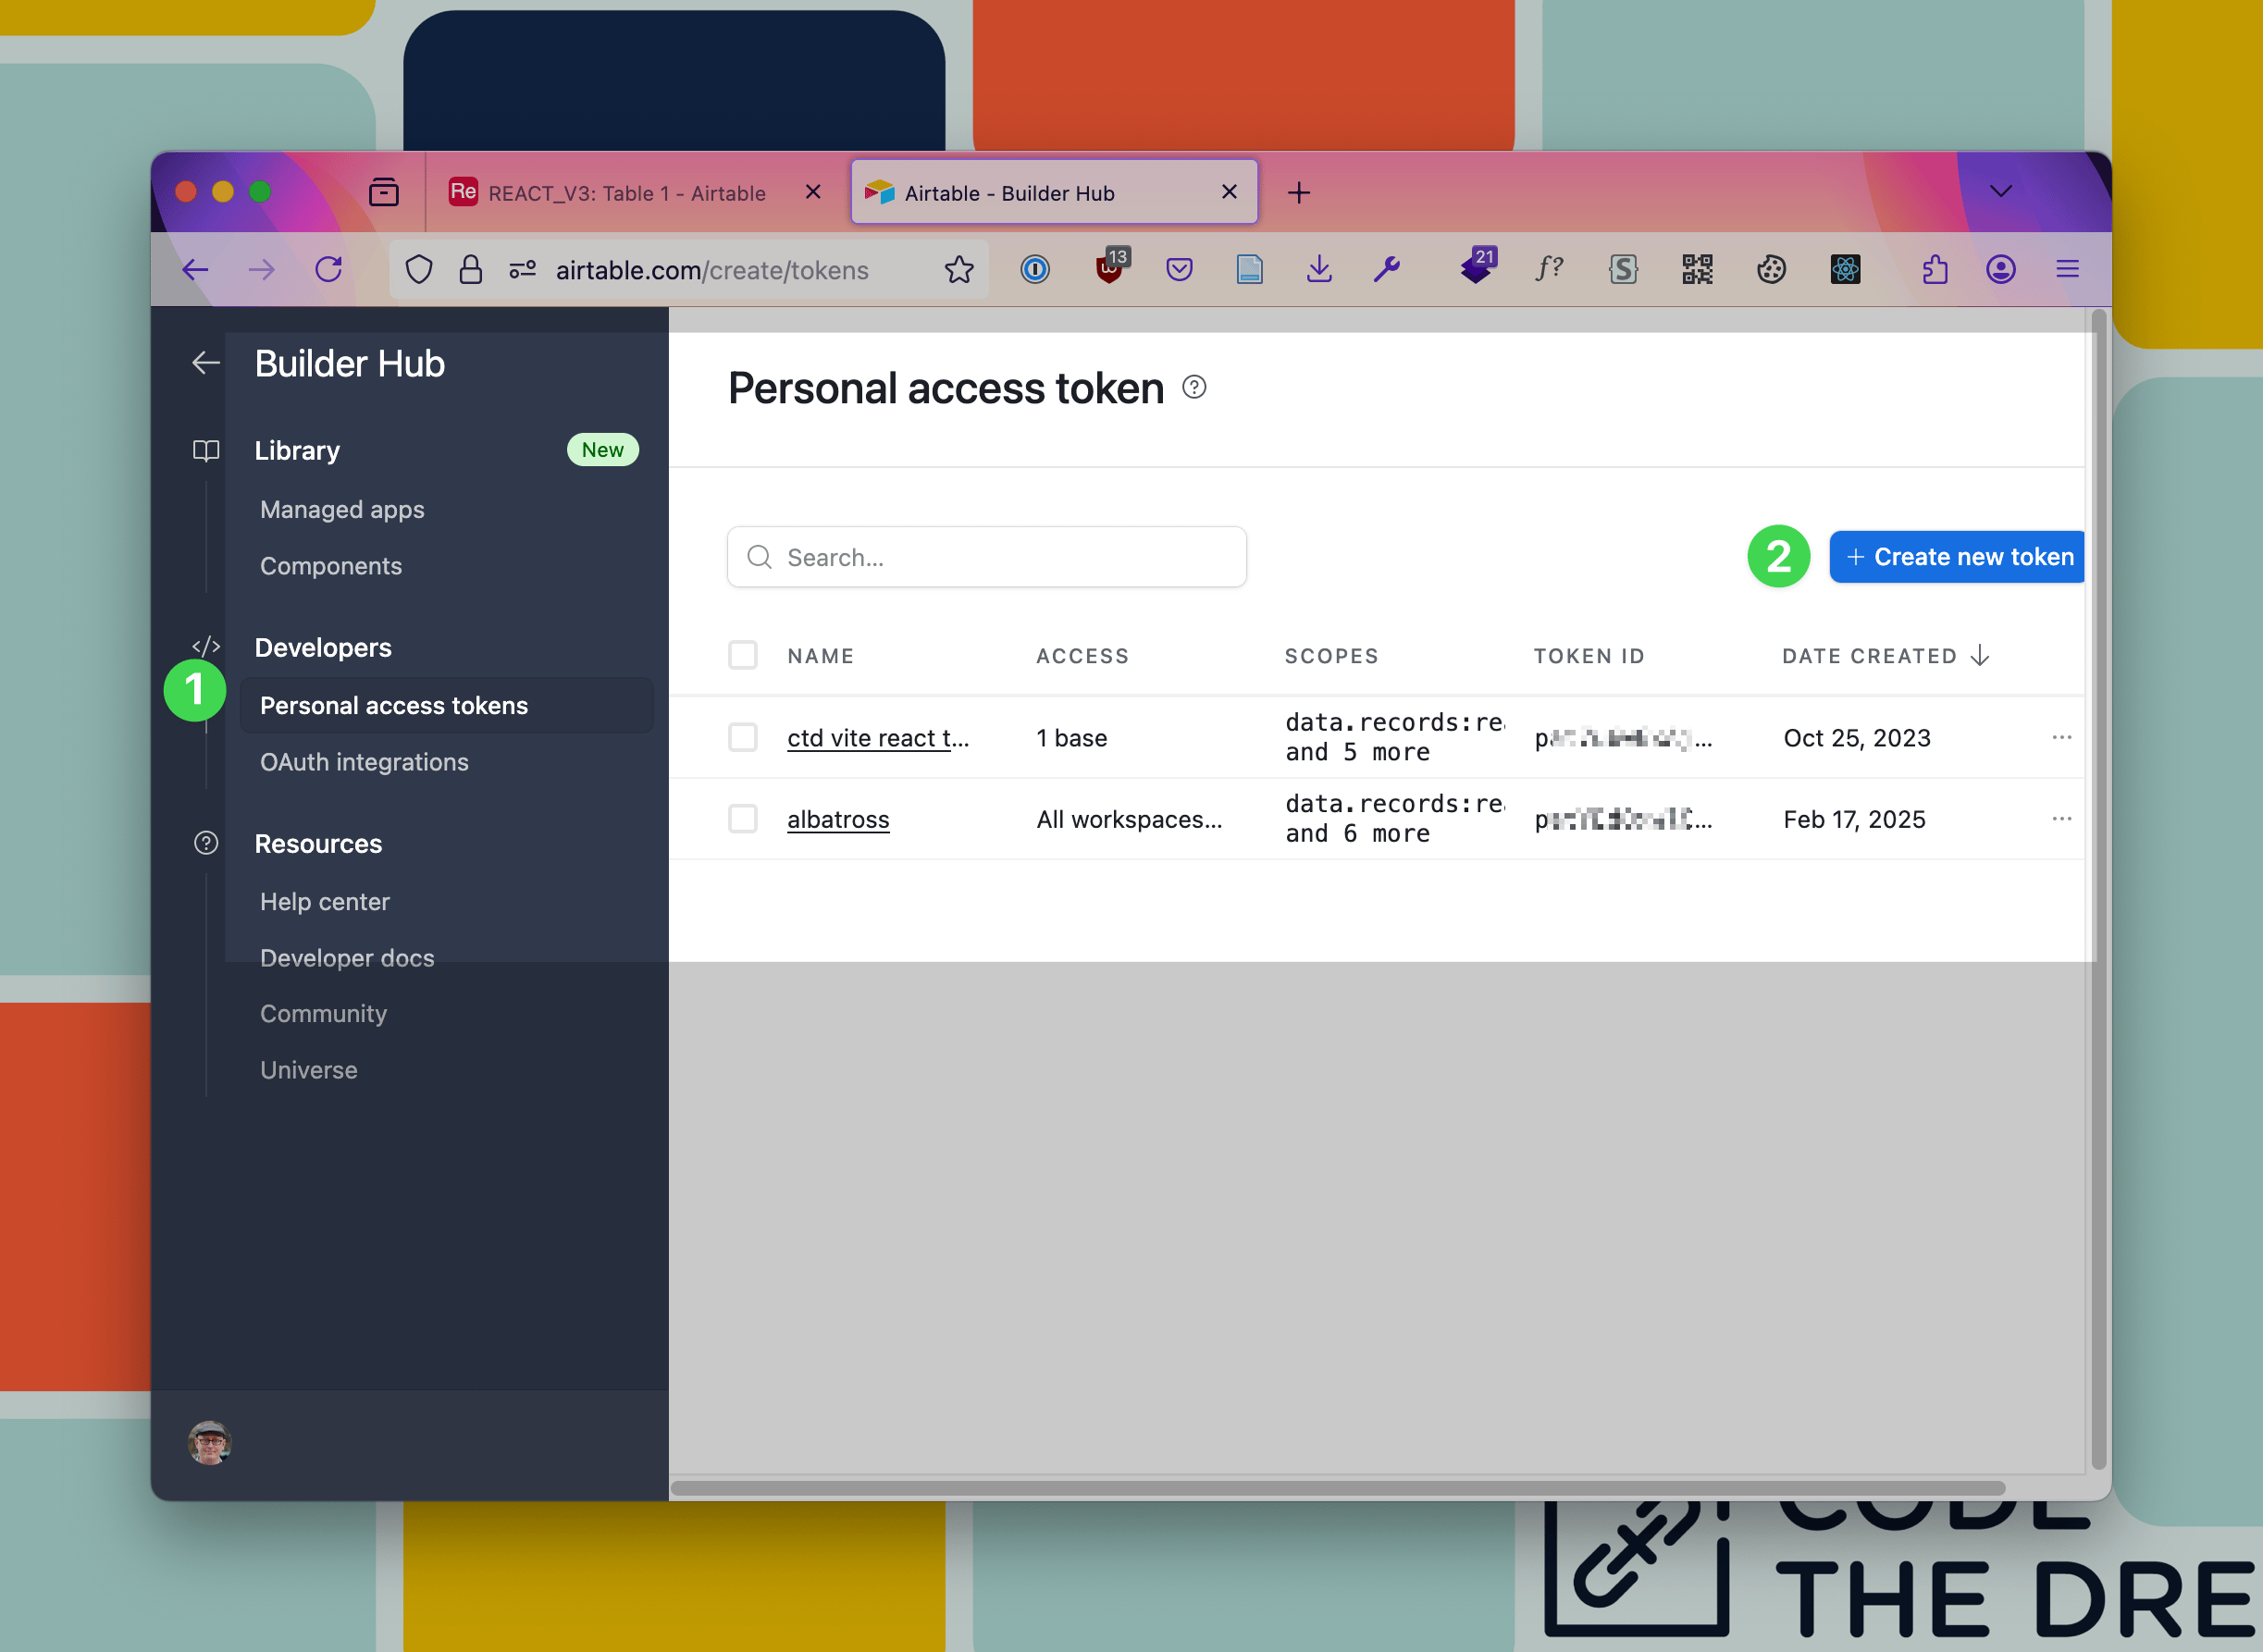 Re REACT_V3: Table 1 - Airtable
Airtable - Builder Hub
airtable.com/create/tokens
13
21
ƒ?
S
Builder Hub
Library New
Managed apps
Components
Developers
1
Personal access tokens
OAuth integrations
Resources
Help center
Developer docs
Community
Universe
Personal access token ?
Search...
2
+ Create new token
NAME ACCESS SCOPES TOKEN ID DATE CREATED
ctd vite react t... 1 base data.records:re Oct 25, 2023
and 5 more
albatross All workspaces... data.records:re Feb 17, 2025
and 6 more
CODE
THE DRE